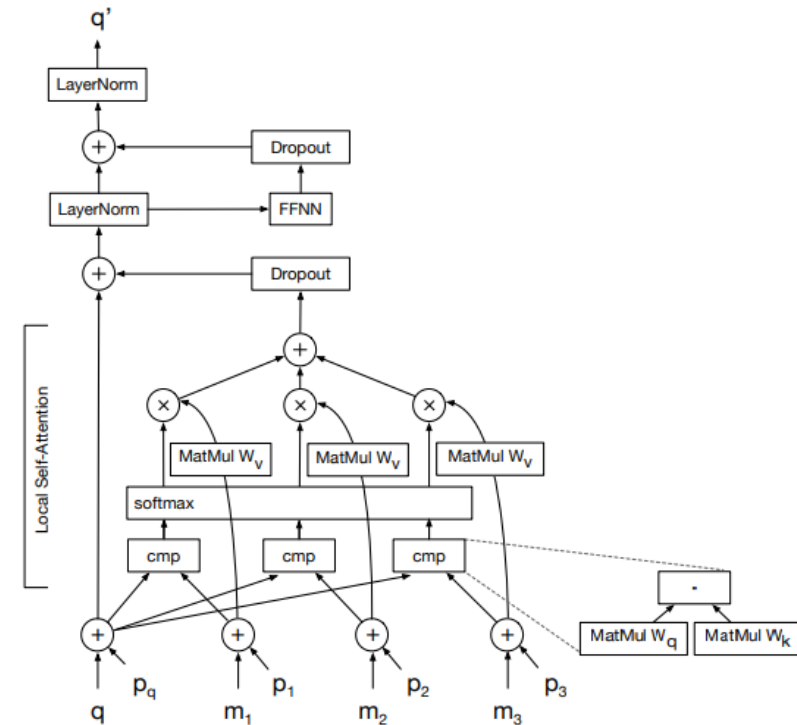 q'
LayerNorm
+
Dropout
LayerNorm
FFNN
+
Dropout
Local Self-Attention
+
× × ×
MatMul Wv MatMul Wv MatMul Wv
softmax
cmp cmp cmp
-
+ + + +
MatMul Wq MatMul Wk
pq p1 p2 p3
q m1 m2 m3